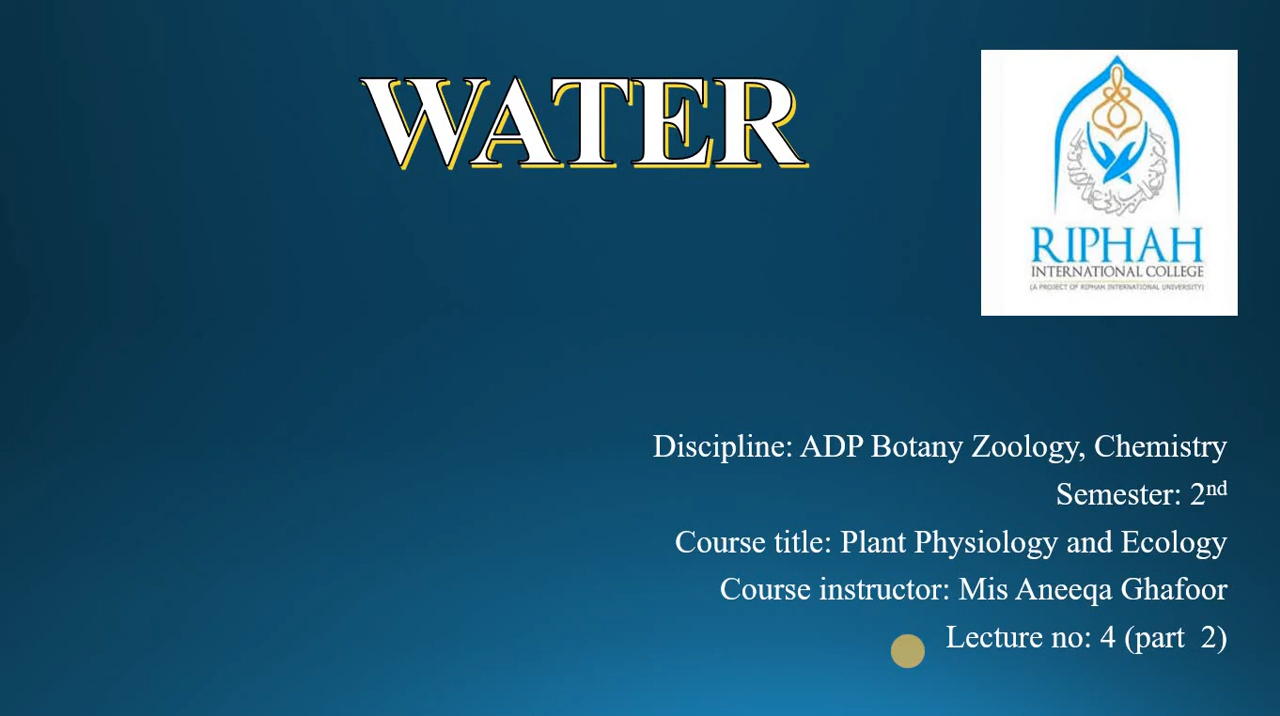 WATER
RIPHAH
INTERNATIONAL COLLEGE
(A PROJECT OF RIPHAH INTERNATIONAL UNIVERSITY)
Discipline: ADP Botany Zoology, Chemistry
Semester: 2nd
Course title: Plant Physiology and Ecology
Course instructor: Mis Aneeqa Ghafoor
Lecture no: 4 (part  2)